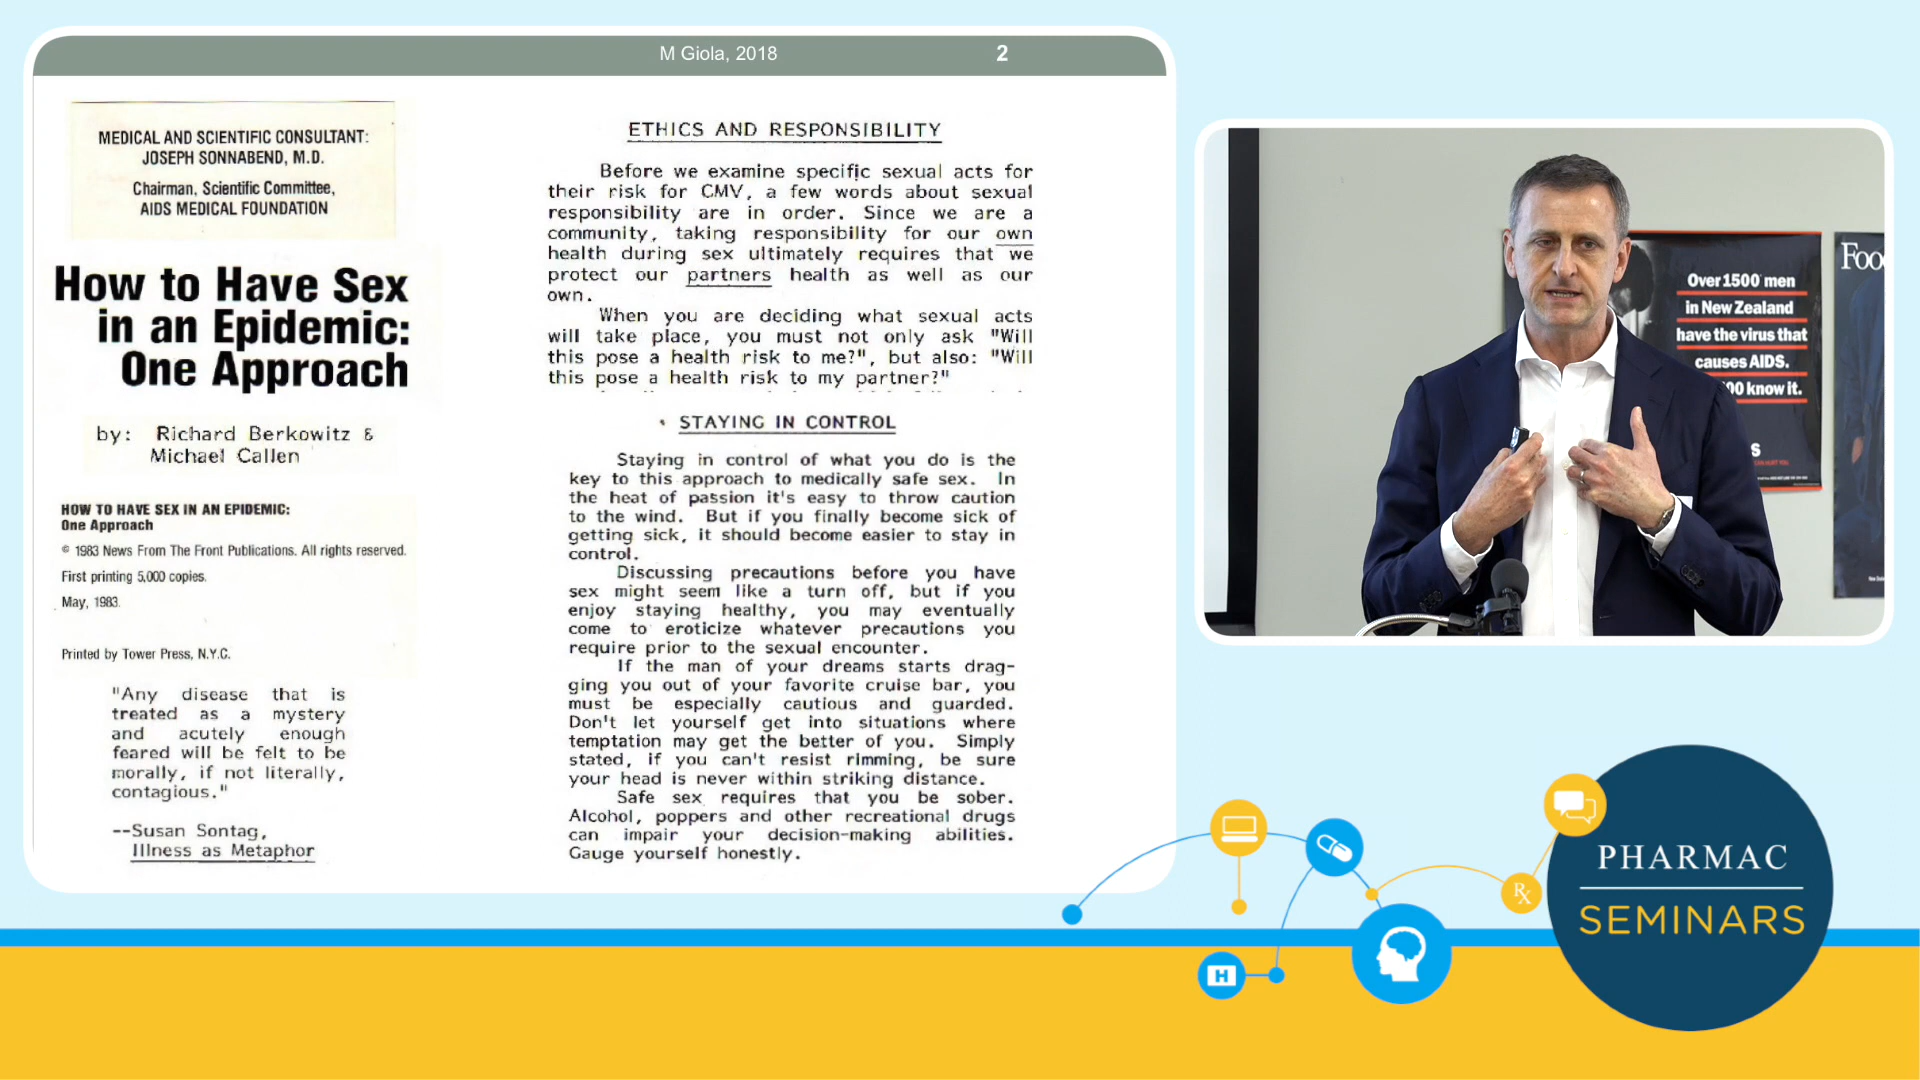 M Giola, 2018
2
MEDICAL AND SCIENTIFIC CONSULTANT:
JOSEPH SONNABEND, M.D.
Chairman, Scientific Committee,
AIDS MEDICAL FOUNDATION
How to Have Sex
in an Epidemic:
One Approach
by: Richard Berkowitz &
Michael Callen
HOW TO HAVE SEX IN AN EPIDEMIC:
One Approach
© 1983 News From The Front Publications. All rights reserved.
First printing 5,000 copies.
May, 1983.
Printed by Tower Press, N.Y.C.
"Any disease that is
treated as a mystery
and acutely enough
feared will be felt to be
morally, if not literally,
contagious."
--Susan Sontag,
Illness as Metaphor
ETHICS AND RESPONSIBILITY
Before we examine specific sexual acts for
their risk for CMV, a few words about sexual
responsibility are in order. Since we are a
community, taking responsibility for our own
health during sex ultimately requires that we
protect our partners health as well as our
own.
When you are deciding what sexual acts
will take place, you must not only ask "Will
this pose a health risk to me?", but also: "Will
this pose a health risk to my partner?"
STAYING IN CONTROL
Staying in control of what you do is the
key to this approach to medically safe sex. In
the heat of passion it's easy to throw caution
to the wind. But if you finally become sick of
getting sick, it should become easier to stay in
control.
Discussing precautions before you have
sex might seem like a turn off, but if you
enjoy staying healthy, you may eventually
come to eroticize whatever precautions you
require prior to the sexual encounter.
If the man of your dreams starts drag-
ging you out of your favorite cruise bar, you
must be especially cautious and guarded.
Don't let yourself get into situations where
temptation may get the better of you. Simply
stated, if you can't resist rimming, be sure
your head is never within striking distance.
Safe sex requires that you be sober.
Alcohol, poppers and other recreational drugs
can impair your decision-making abilities.
Gauge yourself honestly.
Over 1500 men
in New Zealand
have the virus that
causes AIDS.
00 know it.
S
Foo
H
Rx
PHARMAC
SEMINARS